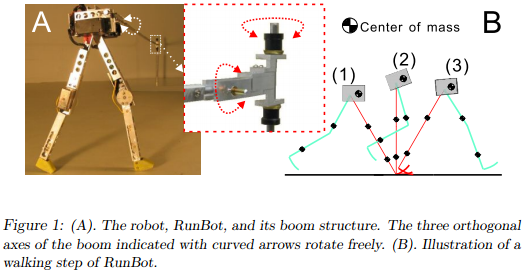 A
Center of mass
B
(1)
(2)
(3)
Figure 1: (A). The robot, RunBot, and its boom structure. The three orthogonal
axes of the boom indicated with curved arrows rotate freely. (B). Illustration of a
walking step of RunBot.